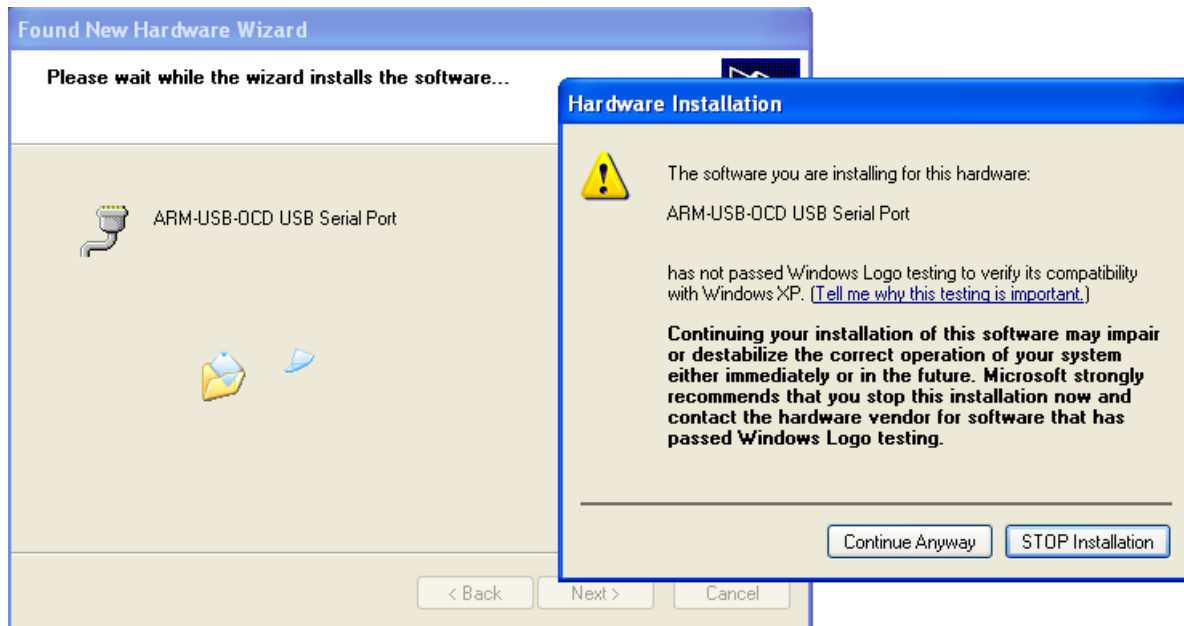 Found New Hardware Wizard
Please wait while the wizard installs the software...
ARM-USB-OCD USB Serial Port
< Back
Next >
Cancel
Hardware Installation
The software you are installing for this hardware:
ARM-USB-OCD USB Serial Port
has not passed Windows Logo testing to verify its compatibility
with Windows XP. (Tell me why this testing is important.)
Continuing your installation of this software may impair
or destabilize the correct operation of your system
either immediately or in the future. Microsoft strongly
recommends that you stop this installation now and
contact the hardware vendor for software that has
passed Windows Logo testing.
Continue Anyway
STOP Installation